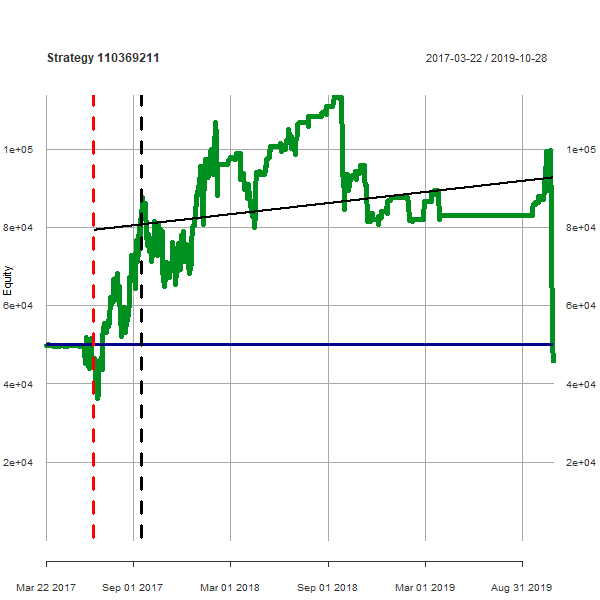 Strategy 110369211
2017-03-22 / 2019-10-28
1e+05
1e+05
8e+04
8e+04
Equity
6e+04
6e+04
4e+04
4e+04
2e+04
2e+04
Mar 22 2017
Sep 01 2017
Mar 01 2018
Sep 01 2018
Mar 01 2019
Aug 31 2019